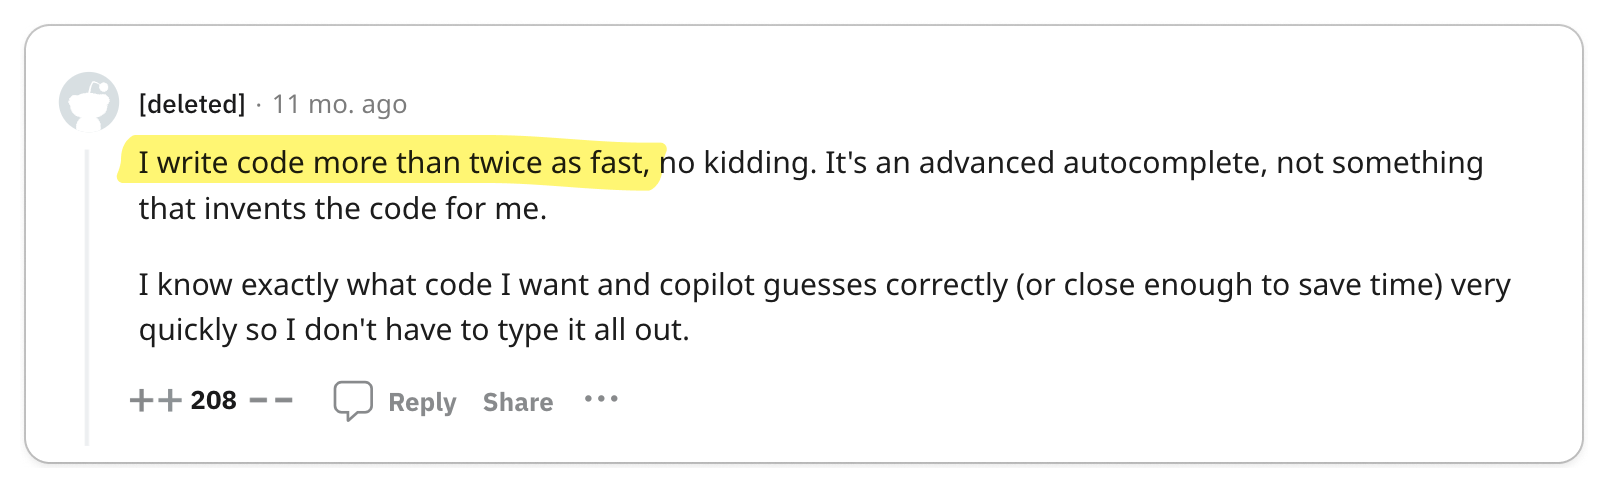 [deleted] · 11 mo. ago
I write code more than twice as fast, no kidding. It's an advanced autocomplete, not something
that invents the code for me.
I know exactly what code I want and copilot guesses correctly (or close enough to save time) very
quickly so I don't have to type it all out.
++ 208 −− Reply Share ···